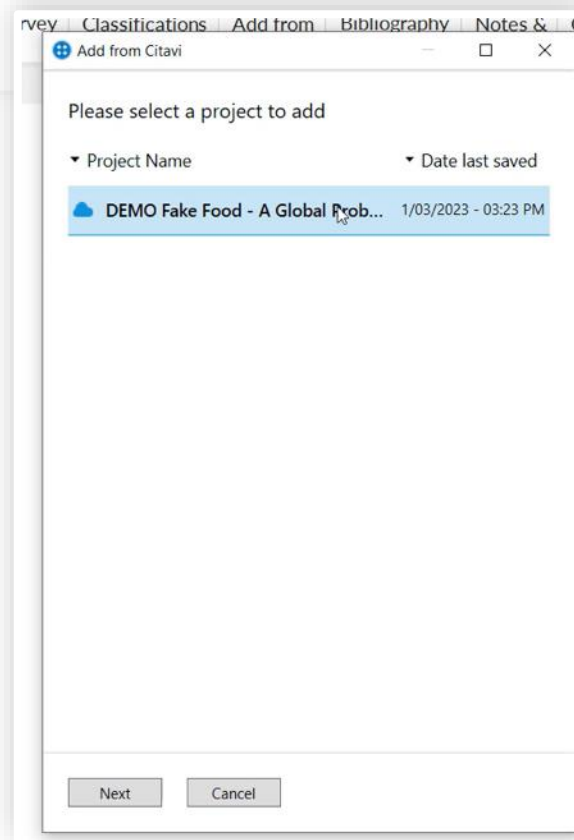 Classifications Add from Bibliography Notes &
Add from Citavi
Please select a project to add
Project Name Date last saved
DEMO Fake Food - A Global Prob... 1/03/2023 - 03:23 PM
Next Cancel